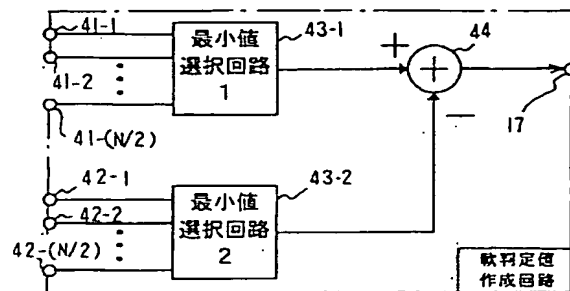 41-1
41-2
41-(N/2)
最小値
選択回路
1
43-1
+
44
+
−
17
42-1
42-2
42-(N/2)
最小値
選択回路
2
43-2
軟判定値
作成回路